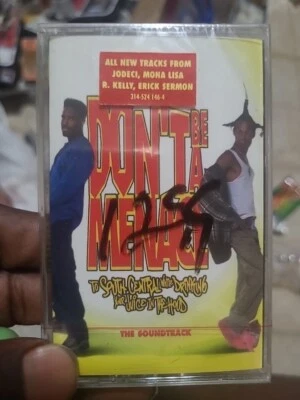 ALL NEW TRACKS FROM
JODECI, MONA LISA
R. KELLY, ERICK SERMON
314-524 146-4
DON'T BE
A
MENACE
1299
TO SOUTH CENTRAL WHILE DRINKING
YOUR JUICE IN THE HOOD
THE SOUNDTRACK